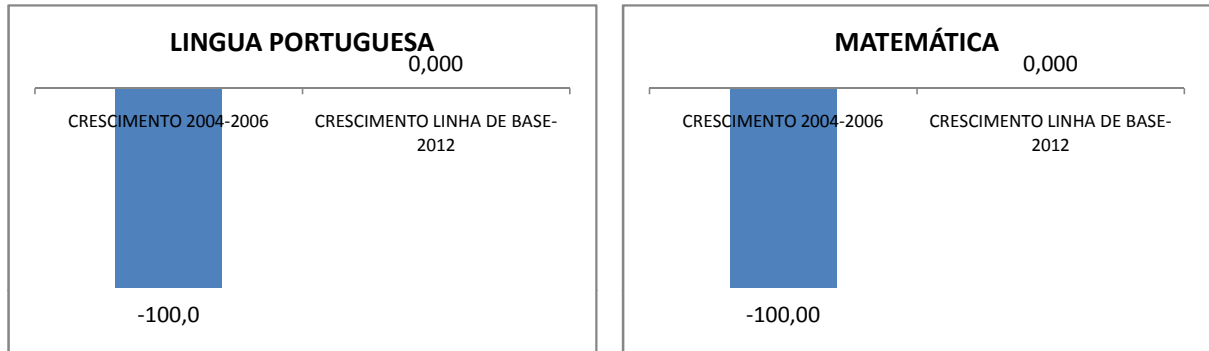 LINGUA PORTUGUESA
0,000
CRESCIMENTO 2004-2006
CRESCIMENTO LINHA DE BASE-
2012
-100,0
MATEMÁTICA
0,000
CRESCIMENTO 2004-2006
CRESCIMENTO LINHA DE BASE-
2012
-100,00